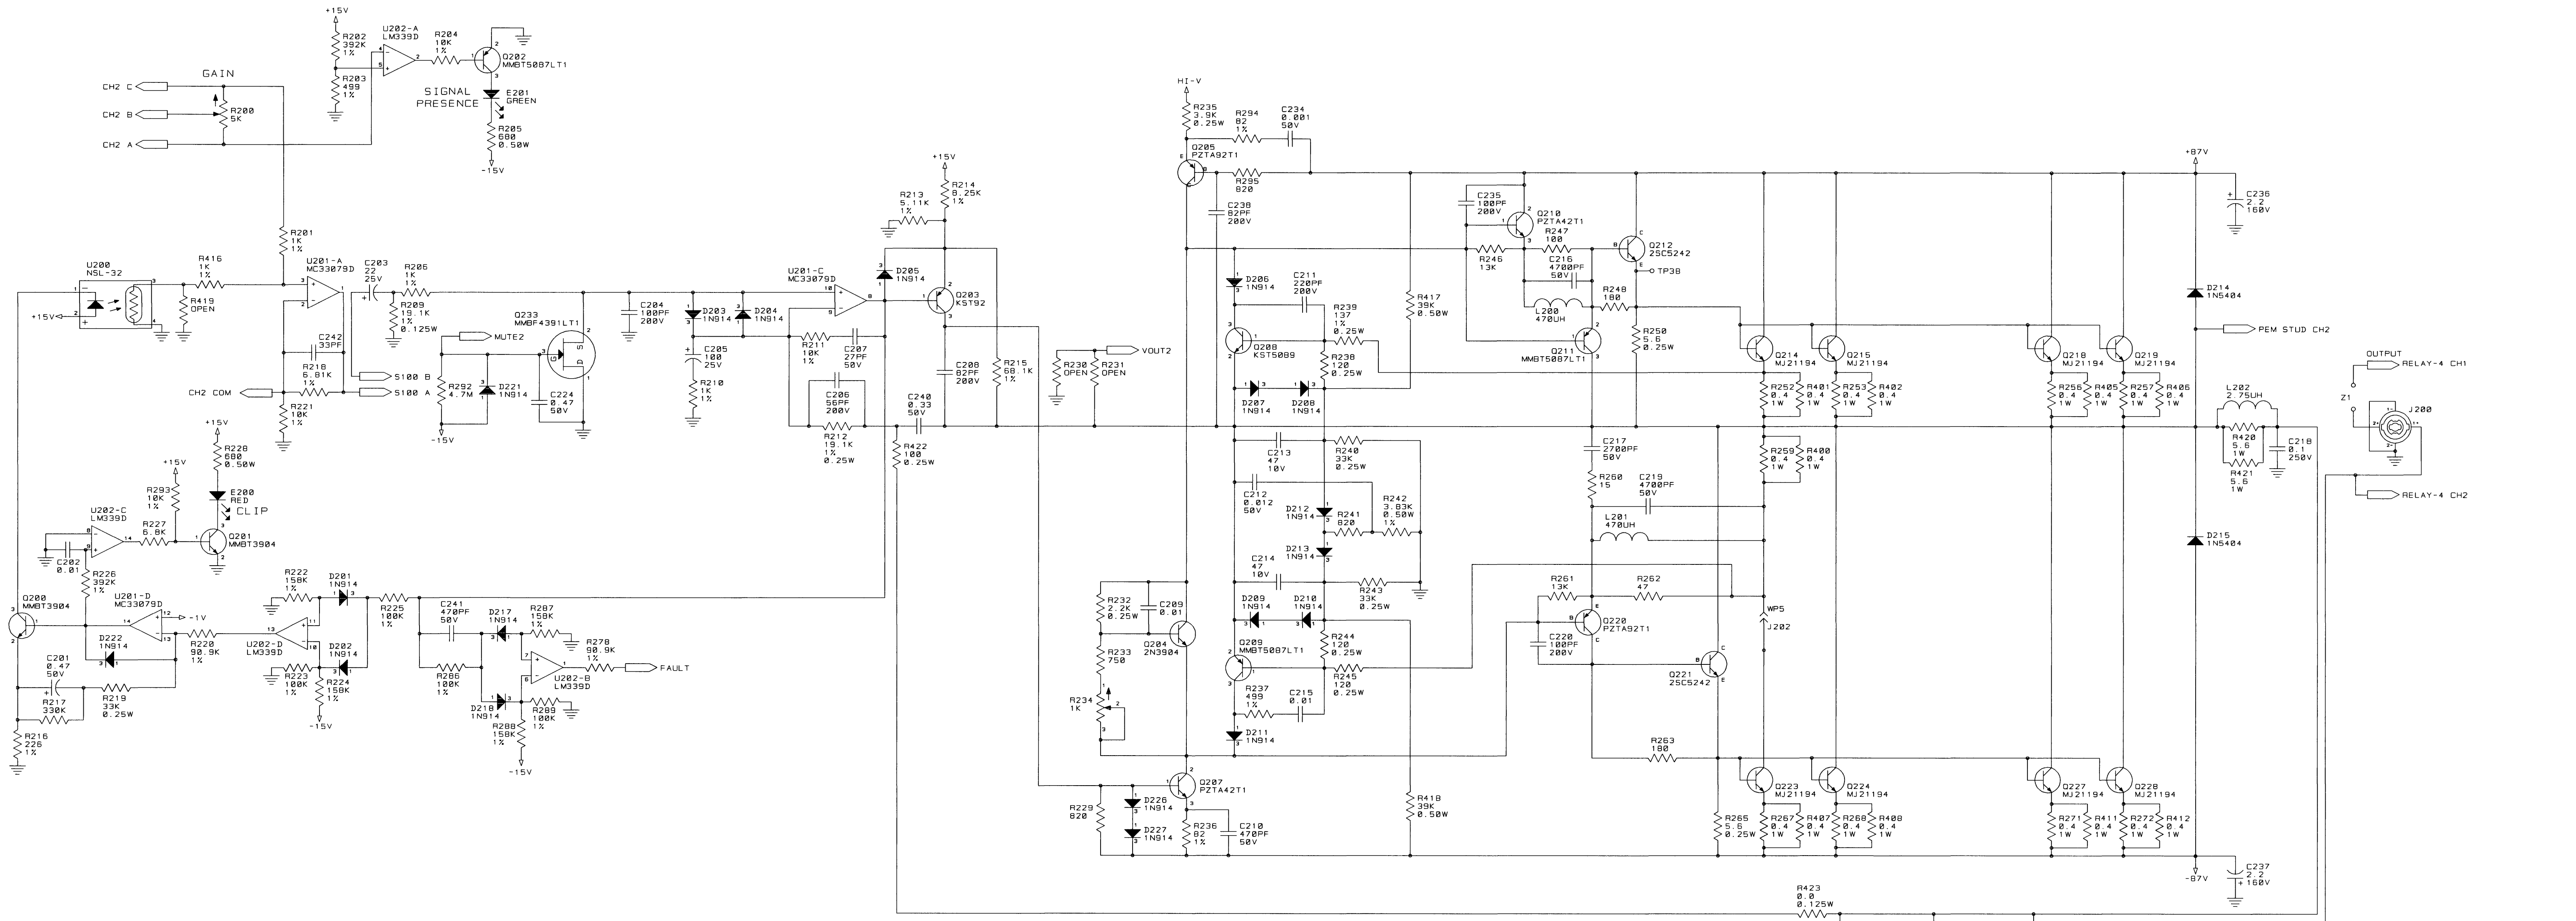 +15V
R202
392K
1%
U202-A
LM339D
R204
10K
1%
Q202
MMBT5087LT1
R203
499
1%
GAIN
CH2 C
CH2 B
CH2 A
R200
5K
SIGNAL
PRESENCE
E201
GREEN
R205
680
0.50W
-15V
HI-V
R235
3.9K
0.25W
R294
82
1%
C234
0.001
50V
Q205
PZTA92T1
R295
820
+87V
+15V
R214
8.25K
1%
R213
5.11K
1%
C238
82PF
200V
C235
100PF
200V
Q210
PZTA42T1
R247
100
C236
2.2
160V
R201
1K
1%
U200
NSL-32
R416
1K
1%
U201-A
MC33079D
C203
22
25V
R206
1K
1%
R419
OPEN
+15V
R209
19.1K
1%
0.125W
Q233
MMBF4391LT1
C204
100PF
200V
D203
1N914
D204
1N914
U201-C
MC33079D
D205
1N914
Q203
KST92
D206
1N914
C211
220PF
200V
R246
13K
C216
4700PF
50V
Q212
2SC5242
TP3B
R417
39K
0.50W
R239
137
1%
0.25W
L200
470UH
R248
180
D214
1N5404
PEM STUD CH2
C242
33PF
R218
6.81K
1%
CH2 COM
S100 B
S100 A
R221
10K
1%
MUTE2
R292
4.7M
D221
1N914
C224
0.47
50V
-15V
C205
100
25V
R210
1K
1%
R211
10K
1%
C207
27PF
50V
C206
56PF
200V
R212
19.1K
1%
0.25W
C240
0.33
50V
C208
82PF
200V
R215
68.1K
1%
R230
OPEN
R231
OPEN
VOUT2
Q208
KST5089
R238
120
0.25W
D207
1N914
D208
1N914
Q211
MMBT5087LT1
R250
5.6
0.25W
Q214
MJ21194
Q215
MJ21194
Q218
MJ21194
Q219
MJ21194
R252
0.4
1W
R401
0.4
1W
R253
0.4
1W
R402
0.4
1W
R256
0.4
1W
R405
0.4
1W
R257
0.4
1W
R406
0.4
1W
OUTPUT
RELAY-4 CH1
L202
2.75UH
Z1
J200
R420
5.6
1W
R421
5.6
1W
C218
0.1
250V
RELAY-4 CH2
+15V
R228
680
0.50W
+15V
R293
10K
1%
E200
RED
CLIP
U202-C
LM339D
R227
6.8K
Q201
MMBT3904
C202
0.01
R226
392K
1%
R422
100
0.25W
C213
47
10V
R240
33K
0.25W
C212
0.012
50V
D212
1N914
R241
820
R242
3.83K
0.50W
1%
D213
1N914
C214
47
10V
R243
33K
0.25W
C217
2700PF
50V
R260
15
C219
4700PF
50V
L201
470UH
R259
0.4
1W
R400
0.4
1W
D215
1N5404
Q200
MMBT3904
U201-D
MC33079D
-1V
D222
1N914
R220
90.9K
1%
U202-D
LM339D
R222
158K
1%
D201
1N914
D202
1N914
R225
100K
1%
C201
0.47
50V
R219
33K
0.25W
R217
330K
R216
226
1%
R223
100K
1%
R224
158K
1%
-15V
C241
470PF
50V
D217
1N914
R287
158K
1%
R278
90.9K
1%
FAULT
U202-B
LM339D
R286
100K
1%
D218
1N914
R288
158K
1%
R289
100K
1%
-15V
R232
2.2K
0.25W
C209
0.01
Q204
2N3904
R233
750
R234
1K
D209
1N914
D210
1N914
R244
120
0.25W
Q209
MMBT5087LT1
R245
120
0.25W
R237
499
1%
C215
0.01
D211
1N914
R261
13K
R262
47
Q220
PZTA92T1
C220
100PF
200V
Q221
2SC5242
WP5
J202
R263
180
Q207
PZTA42T1
R229
820
D226
1N914
D227
1N914
R236
82
1%
C210
470PF
50V
R418
39K
0.50W
R265
5.6
0.25W
Q223
MJ21194
Q224
MJ21194
Q227
MJ21194
Q228
MJ21194
R267
0.4
1W
R407
0.4
1W
R268
0.4
1W
R408
0.4
1W
R271
0.4
1W
R411
0.4
1W
R272
0.4
1W
R412
0.4
1W
-87V
C237
2.2
160V
R423
0.0
0.125W